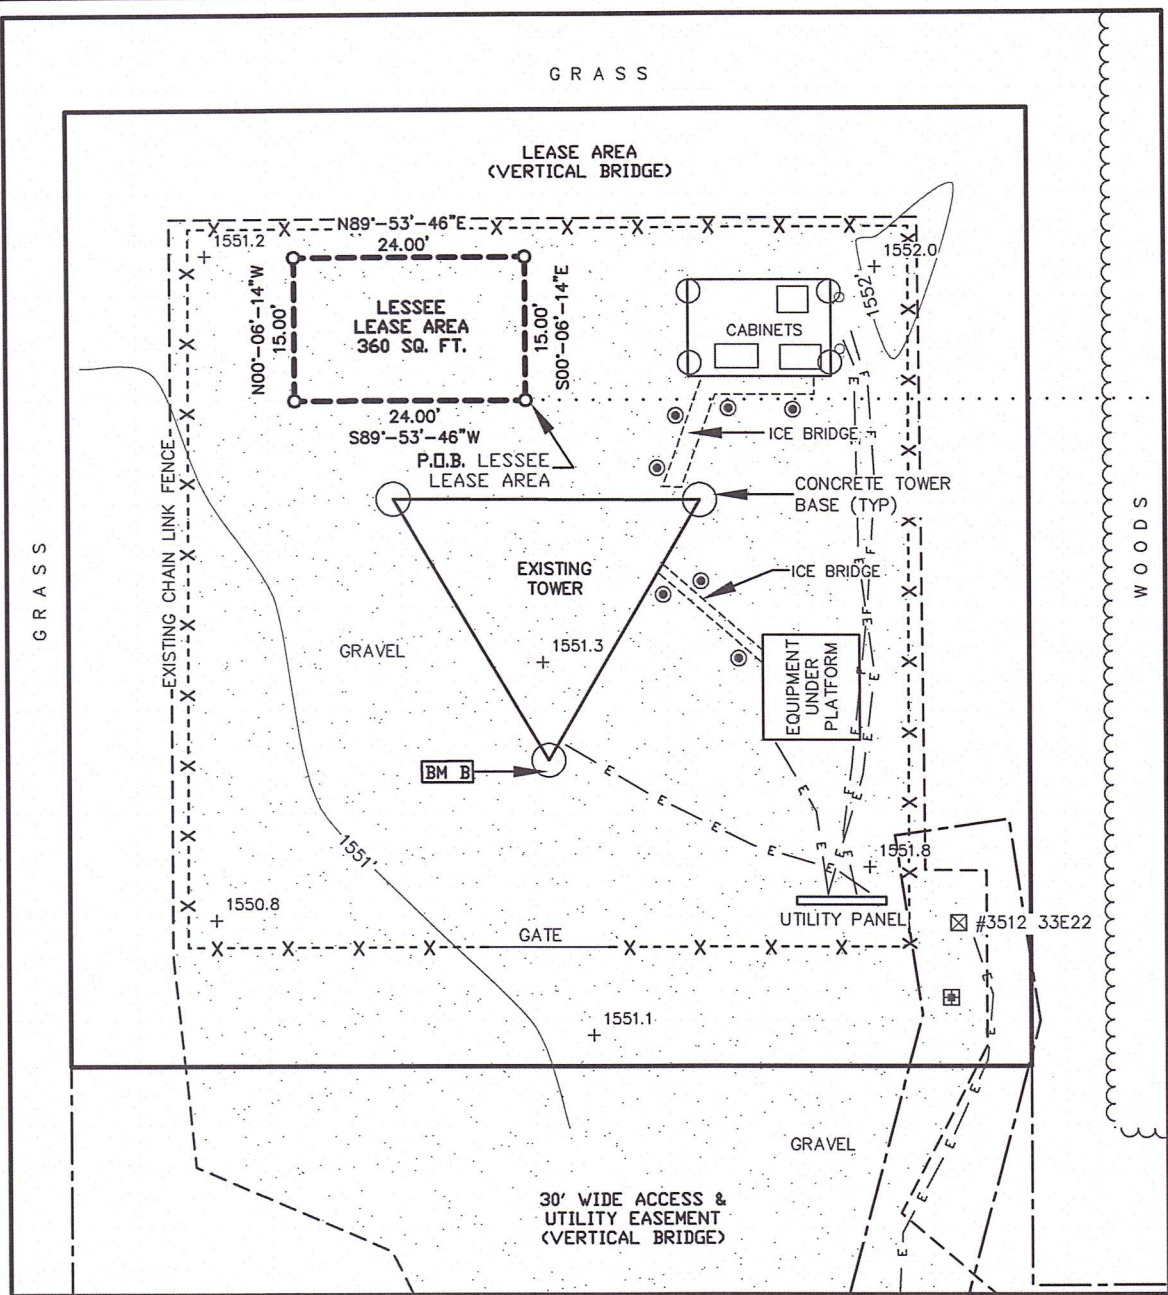 GRASS
LEASE AREA
(VERTICAL BRIDGE)
N89°-53'-46"E
24.00'
1551.2
1552.0
1552'
N00°-06'-14"W
15.00'
LESSEE
LEASE AREA
360 SQ. FT.
15.00'
S00°-06'-14"E
CABINETS
24.00'
S89°-53'-46"W
P.O.B. LESSEE
LEASE AREA
ICE BRIDGE
CONCRETE TOWER
BASE (TYP)
EXISTING CHAIN LINK FENCE
GRASS
WOODS
EXISTING
TOWER
ICE BRIDGE
GRAVEL
1551.3
EQUIPMENT
UNDER
PLATFORM
BM B
1551'
1551.8
1550.8
UTILITY PANEL
#3512 33E22
GATE
1551.1
GRAVEL
30' WIDE ACCESS &
UTILITY EASEMENT
(VERTICAL BRIDGE)